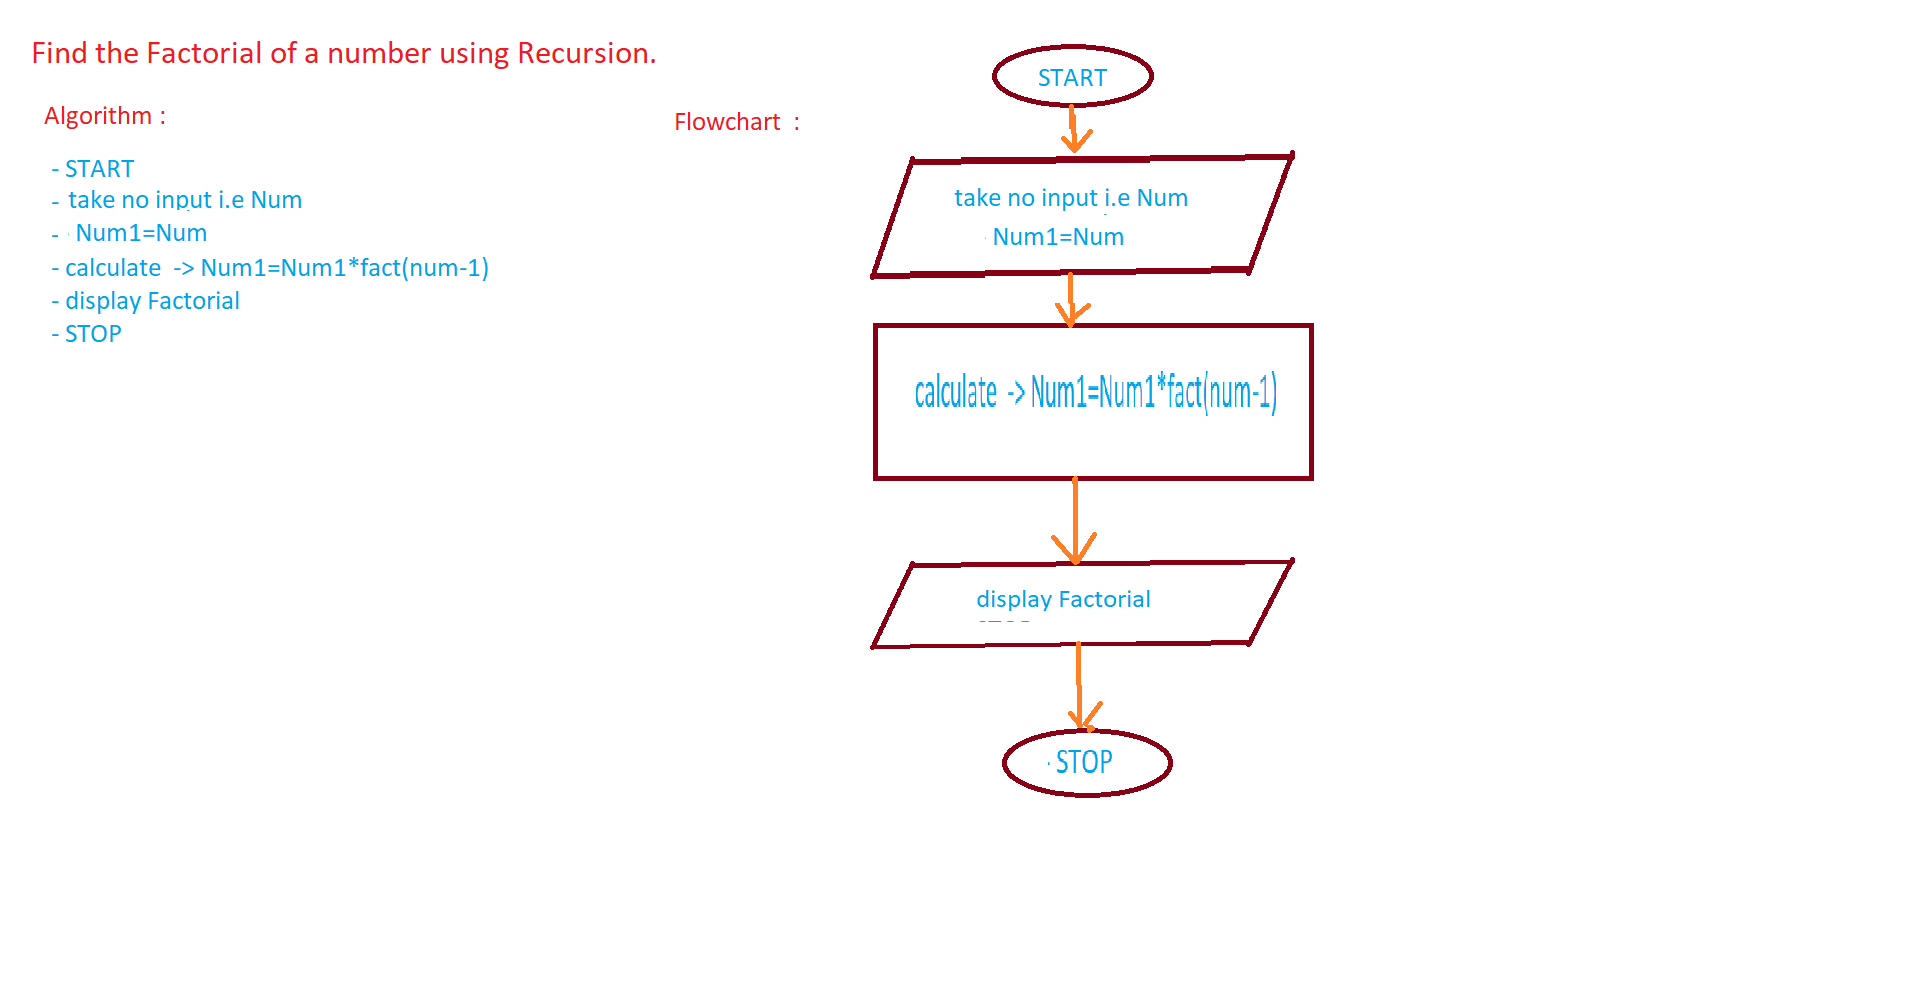 Find the Factorial of a number using Recursion.
Algorithm :
- START
- take no input i.e Num
- Num1=Num
- calculate -> Num1=Num1*fact(num-1)
- display Factorial
- STOP
Flowchart :
START
take no input i.e Num
Num1=Num
calculate -> Num1=Num1*fact(num-1)
display Factorial
STOP